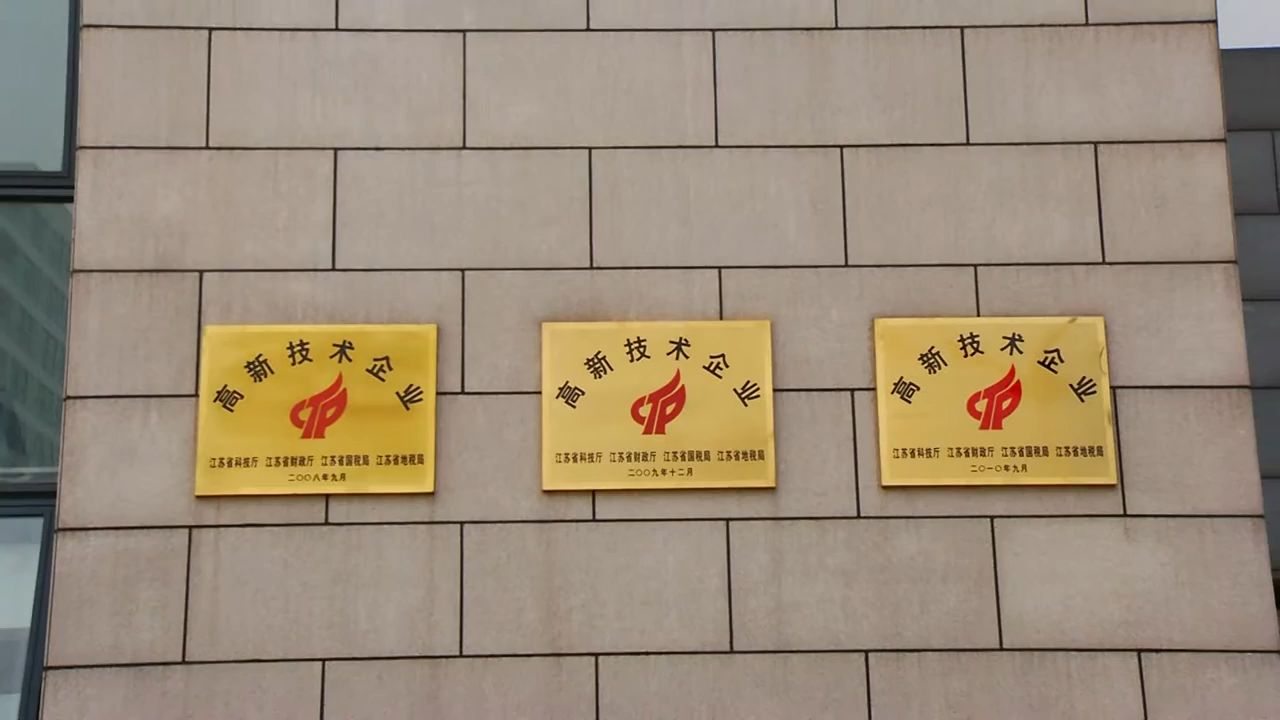 高新技术企业
CTP
江苏省科技厅 江苏省财政厅 江苏省国税局 江苏省地税局
二〇〇八年九月
高新技术企业
CTP
江苏省科技厅 江苏省财政厅 江苏省国税局 江苏省地税局
二〇〇九年十二月
高新技术企业
CTP
江苏省科技厅 江苏省财政厅 江苏省国税局 江苏省地税局
二〇一〇年九月